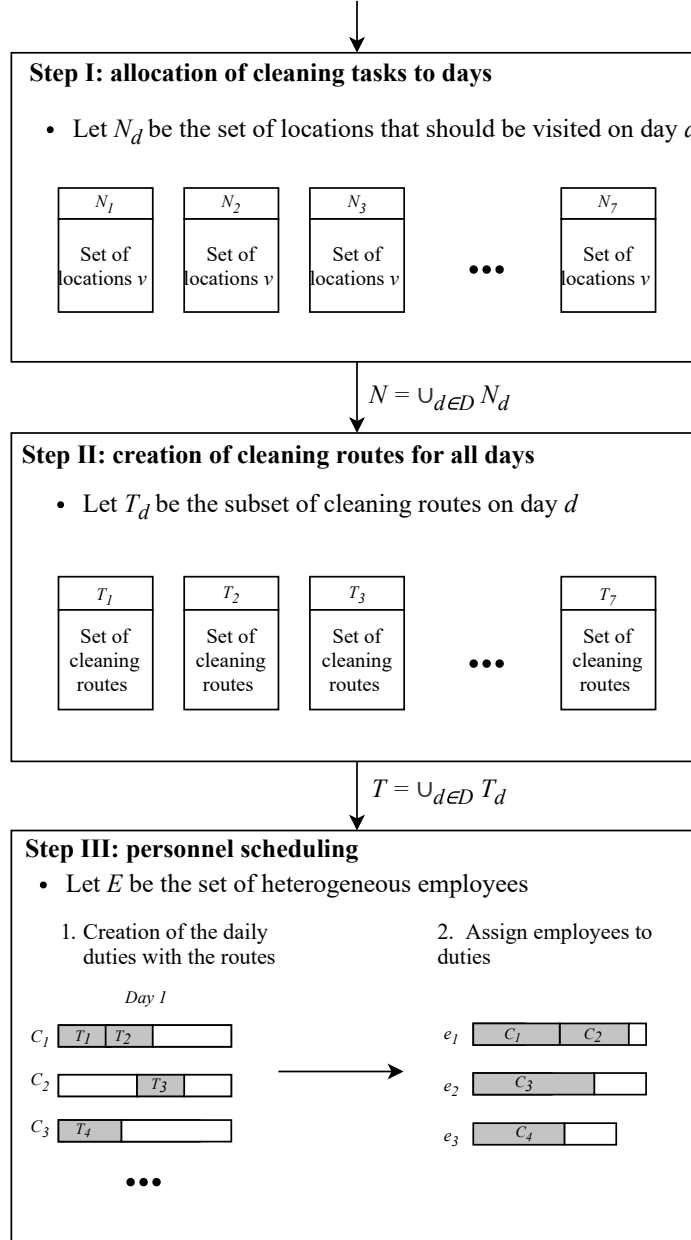 Step I: allocation of cleaning tasks to days
• Let N_d be the set of locations that should be visited on day d
N_1 N_2 N_3 N_7
Set of Set of Set of Set of
locations v locations v locations v ••• locations v
N = ∪_{d∈D} N_d
Step II: creation of cleaning routes for all days
• Let T_d be the subset of cleaning routes on day d
T_1 T_2 T_3 T_7
Set of Set of Set of Set of
cleaning cleaning cleaning ••• cleaning
routes routes routes routes
T = ∪_{d∈D} T_d
Step III: personnel scheduling
• Let E be the set of heterogeneous employees
1. Creation of the daily
duties with the routes
2. Assign employees to
duties
Day 1
C_1 T_1 T_2
C_2 T_3
C_3 T_4
•••
e_1 C_1 C_2
e_2 C_3
e_3 C_4